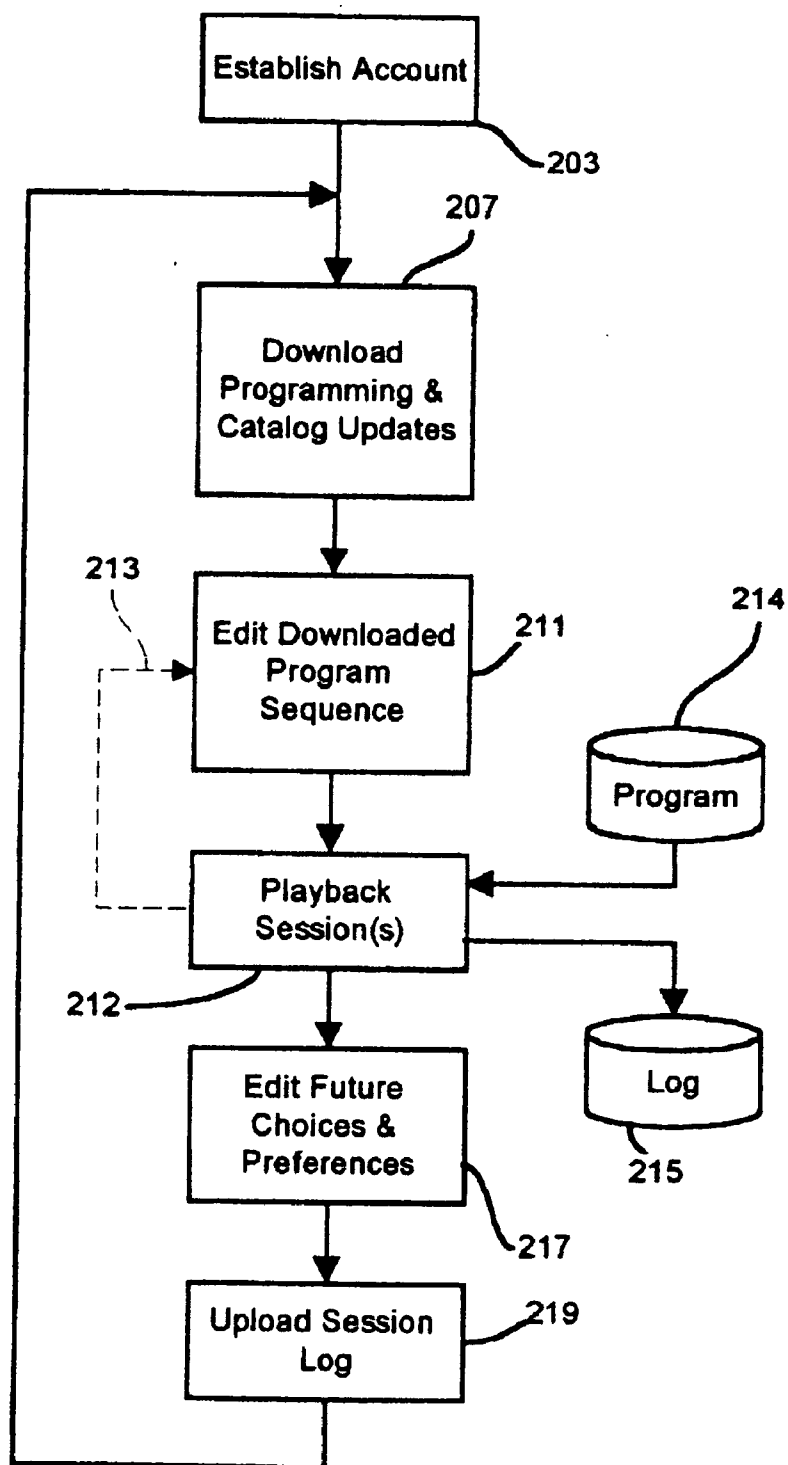 Establish Account
203
207
Download
Programming &
Catalog Updates
213
Edit Downloaded
Program
Sequence
211
214
Program
Playback
Session(s)
212
Log
215
Edit Future
Choices &
Preferences
217
Upload Session
Log
219